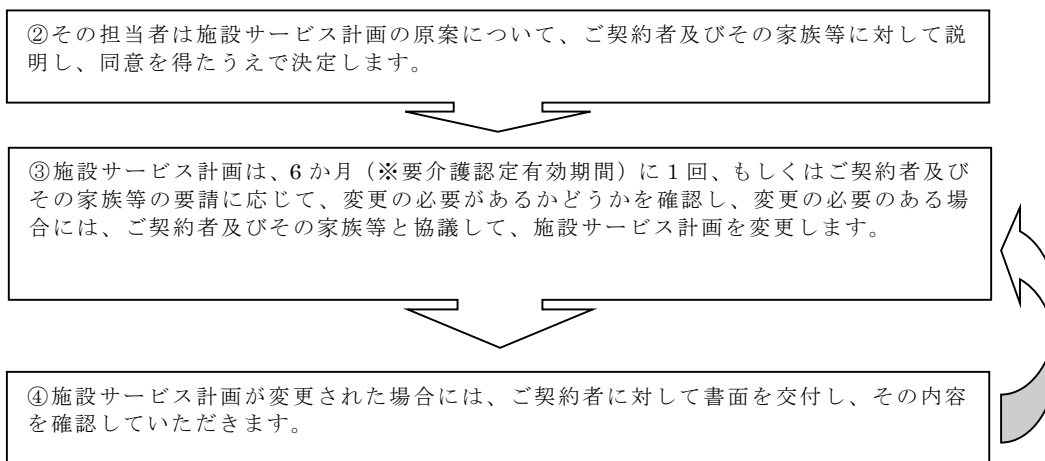 ②その担当者は施設サービス計画の原案について、ご契約者及びその家族等に対して説
明し、同意を得たうえで決定します。
③施設サービス計画は、6か月（※要介護認定有効期間）に1回、もしくはご契約者及び
その家族等の要請に応じて、変更の必要があるかどうかを確認し、変更の必要のある場
合には、ご契約者及びその家族等と協議して、施設サービス計画を変更します。
④施設サービス計画が変更された場合には、ご契約者に対して書面を交付し、その内容
を確認していただきます。